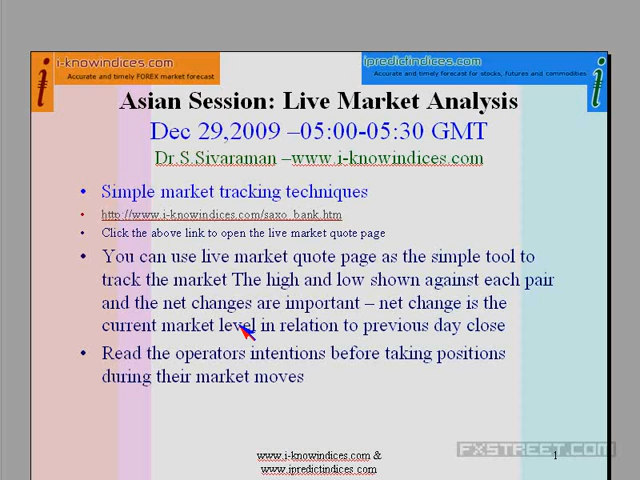 i-knowindices.com
Accurate and timely FOREX market forecast
ipredictindices.com
Accurate and timely forecast for stocks, futures and commodities
Asian Session: Live Market Analysis
Dec 29,2009 –05:00-05:30 GMT
Dr.S.Sivaraman –www.i-knowindices.com
• Simple market tracking techniques
• http://www.i-knowindices.com/saxo_bank.htm
• Click the above link to open the live market quote page
• You can use live market quote page as the simple tool to
track the market The high and low shown against each pair
and the net changes are important – net change is the
current market level in relation to previous day close
• Read the operators intentions before taking positions
during their market moves
www.i-knowindices.com &
www.ipredictindices.com
1
FXSTREET.COM